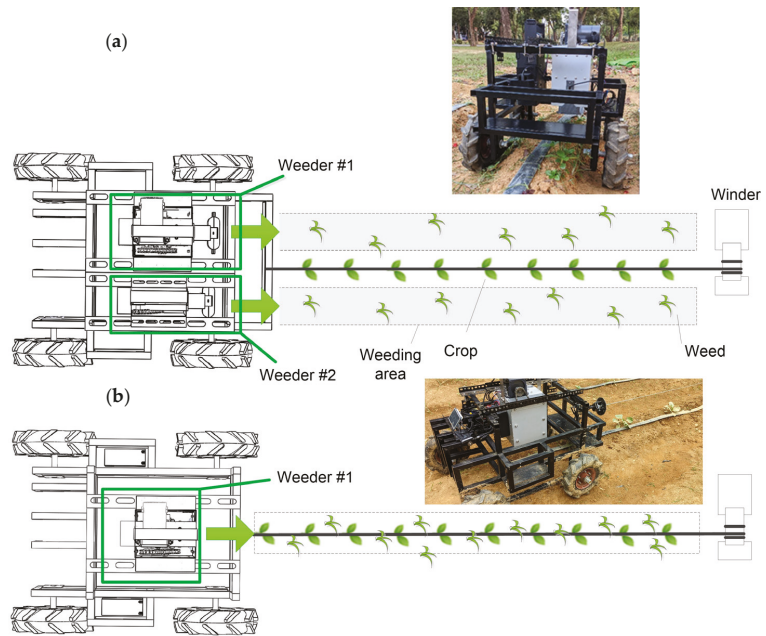 (a)
Weeder #1
Winder
Weeding
area
Crop
Weed
Weeder #2
(b)
Weeder #1